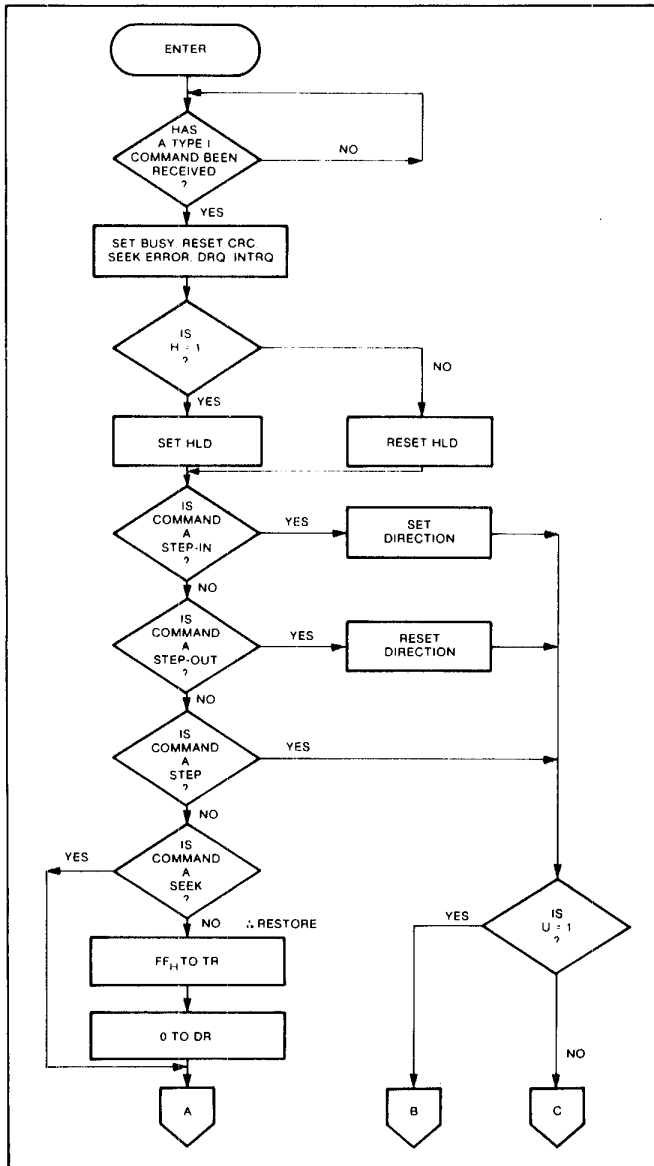 ENTER
HAS
A TYPE I
COMMAND BEEN
RECEIVED
?
NO
YES
SET BUSY, RESET CRC,
SEEK ERROR, DRQ, INTRQ
IS
H = 1
?
NO
YES
SET HLD
RESET HLD
IS
COMMAND
A
STEP-IN
?
YES
SET
DIRECTION
NO
IS
COMMAND
A
STEP-OUT
?
YES
RESET
DIRECTION
NO
IS
COMMAND
A
STEP
?
YES
NO
IS
COMMAND
A
SEEK
?
YES
NO ∴ RESTORE
FFH TO TR
0 TO DR
A
IS
U = 1
?
YES
NO
B
C